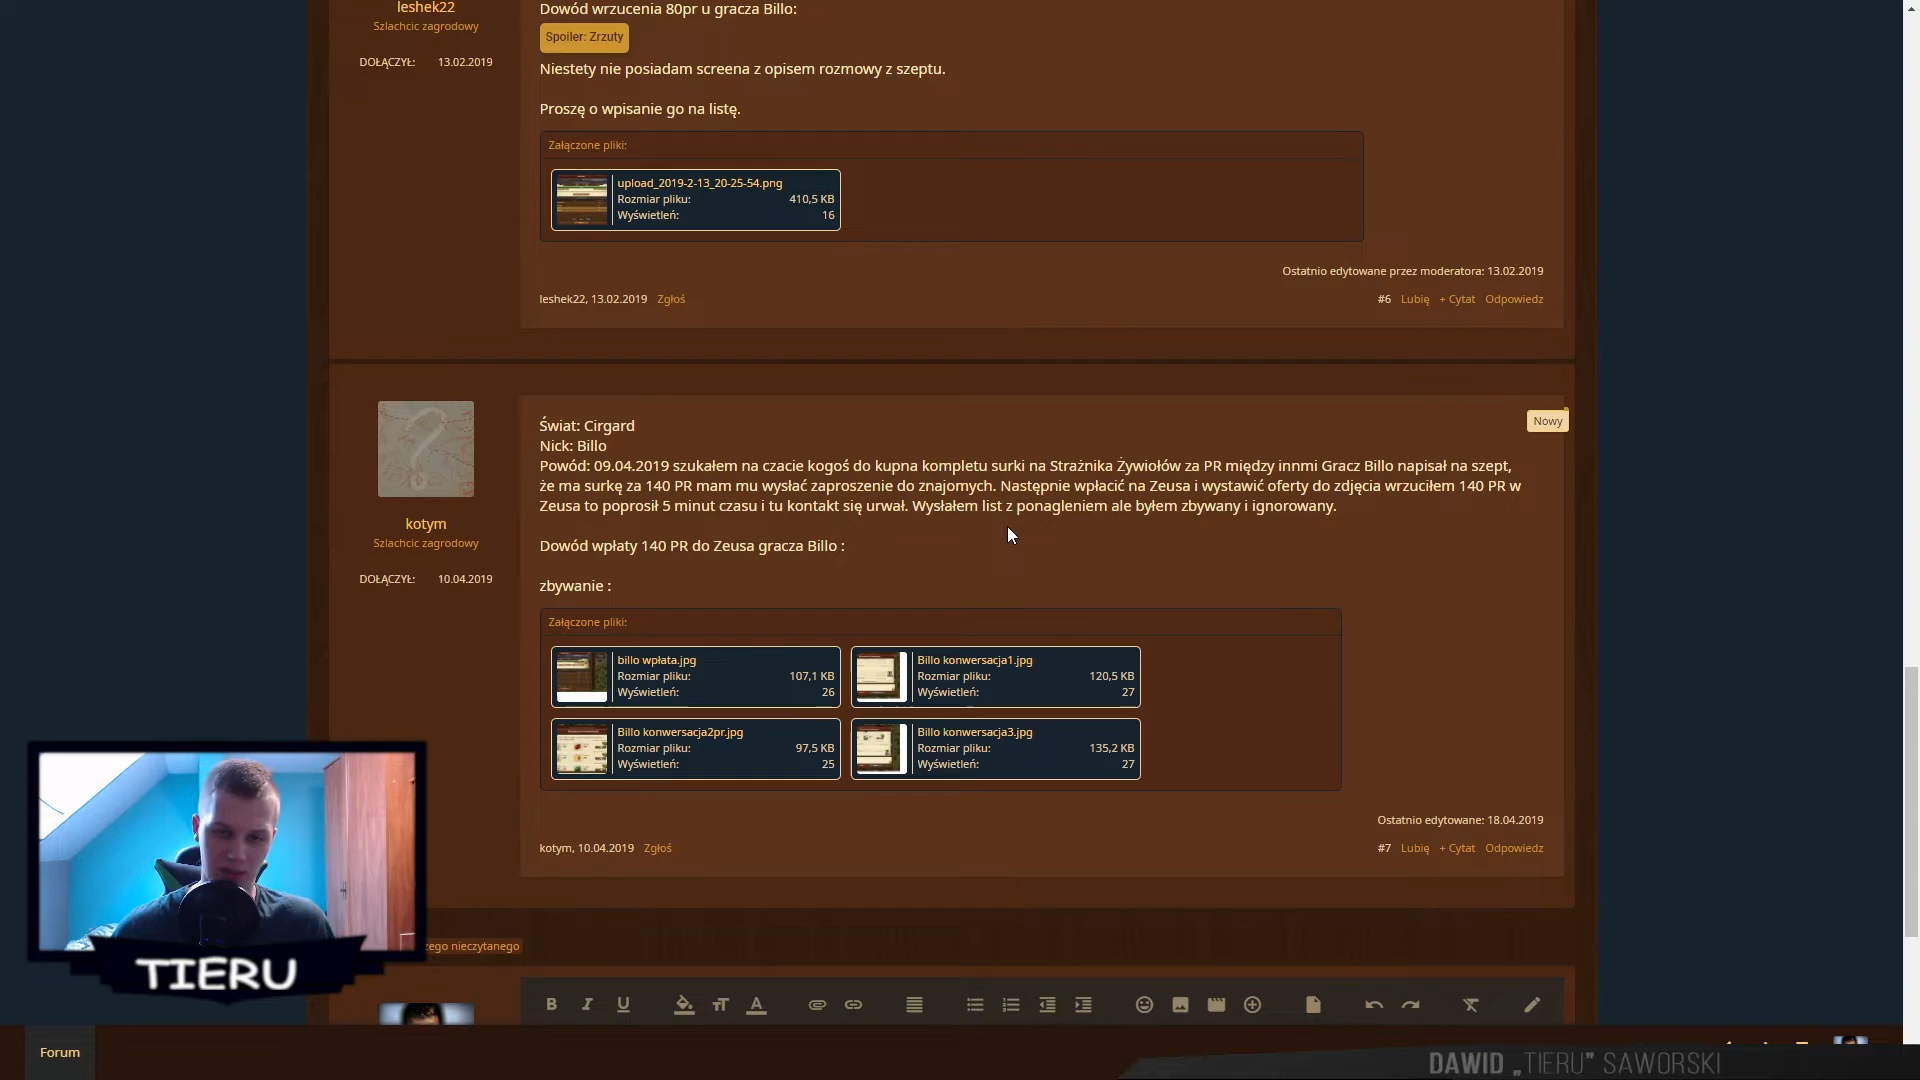 leshek22
Szlachcic zagrodowy
DOŁĄCZYŁ: 13.02.2019
Dowód wrzucenia 80pr u gracza Billo:
Spoiler: Zrzuty
Niestety nie posiadam screena z opisem rozmowy z szeptu.
Proszę o wpisanie go na listę.
Załączone pliki:
upload_2019-2-13_20-25-54.png
Rozmiar pliku: 410,5 KB
Wyświetleń: 16
Ostatnio edytowane przez moderatora: 13.02.2019
leshek22, 13.02.2019 Zgłoś
#6 Lubię + Cytat Odpowiedz
kotym
Szlachcic zagrodowy
DOŁĄCZYŁ: 10.04.2019
Nowy
Świat: Cirgard
Nick: Billo
Powód: 09.04.2019 szukałem na czacie kogoś do kupna kompletu surki na Strażnika Żywiołów za PR między innmi Gracz Billo napisał na szept,
że ma surkę za 140 PR mam mu wysłać zaproszenie do znajomych. Następnie wpłacić na Zeusa i wystawić oferty do zdjęcia wrzuciłem 140 PR w
Zeusa to poprosił 5 minut czasu i tu kontakt się urwał. Wysłałem list z ponagleniem ale byłem zbywany i ignorowany.
Dowód wpłaty 140 PR do Zeusa gracza Billo :
zbywanie :
Załączone pliki:
billo wpłata.jpg
Rozmiar pliku: 107,1 KB
Wyświetleń: 26
Billo konwersacja1.jpg
Rozmiar pliku: 120,5 KB
Wyświetleń: 27
Billo konwersacja2pr.jpg
Rozmiar pliku: 97,5 KB
Wyświetleń: 25
Billo konwersacja3.jpg
Rozmiar pliku: 135,2 KB
Wyświetleń: 27
Ostatnio edytowane: 18.04.2019
kotym, 10.04.2019 Zgłoś
#7 Lubię + Cytat Odpowiedz
nieczytanego
TIERU
B I U
Forum
DAWID „TIERU” SAWORSKI